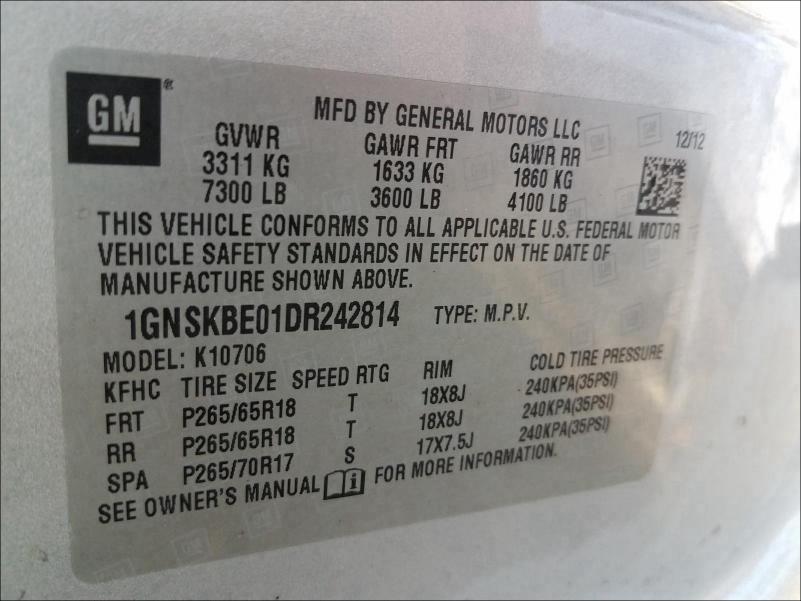 GM ®
MFD BY GENERAL MOTORS LLC
12/12
GVWR GAWR FRT GAWR RR
3311 KG 1633 KG 1860 KG
7300 LB 3600 LB 4100 LB
THIS VEHICLE CONFORMS TO ALL APPLICABLE U.S. FEDERAL MOTOR
VEHICLE SAFETY STANDARDS IN EFFECT ON THE DATE OF
MANUFACTURE SHOWN ABOVE.
1GNSKBE01DR242814 TYPE: M.P.V.
MODEL: K10706
KFHC TIRE SIZE SPEED RTG RIM COLD TIRE PRESSURE
FRT P265/65R18 T 18X8J 240KPA(35PSI)
RR P265/65R18 T 18X8J 240KPA(35PSI)
SPA P265/70R17 S 17X7.5J 240KPA(35PSI)
SEE OWNER'S MANUAL FOR MORE INFORMATION.